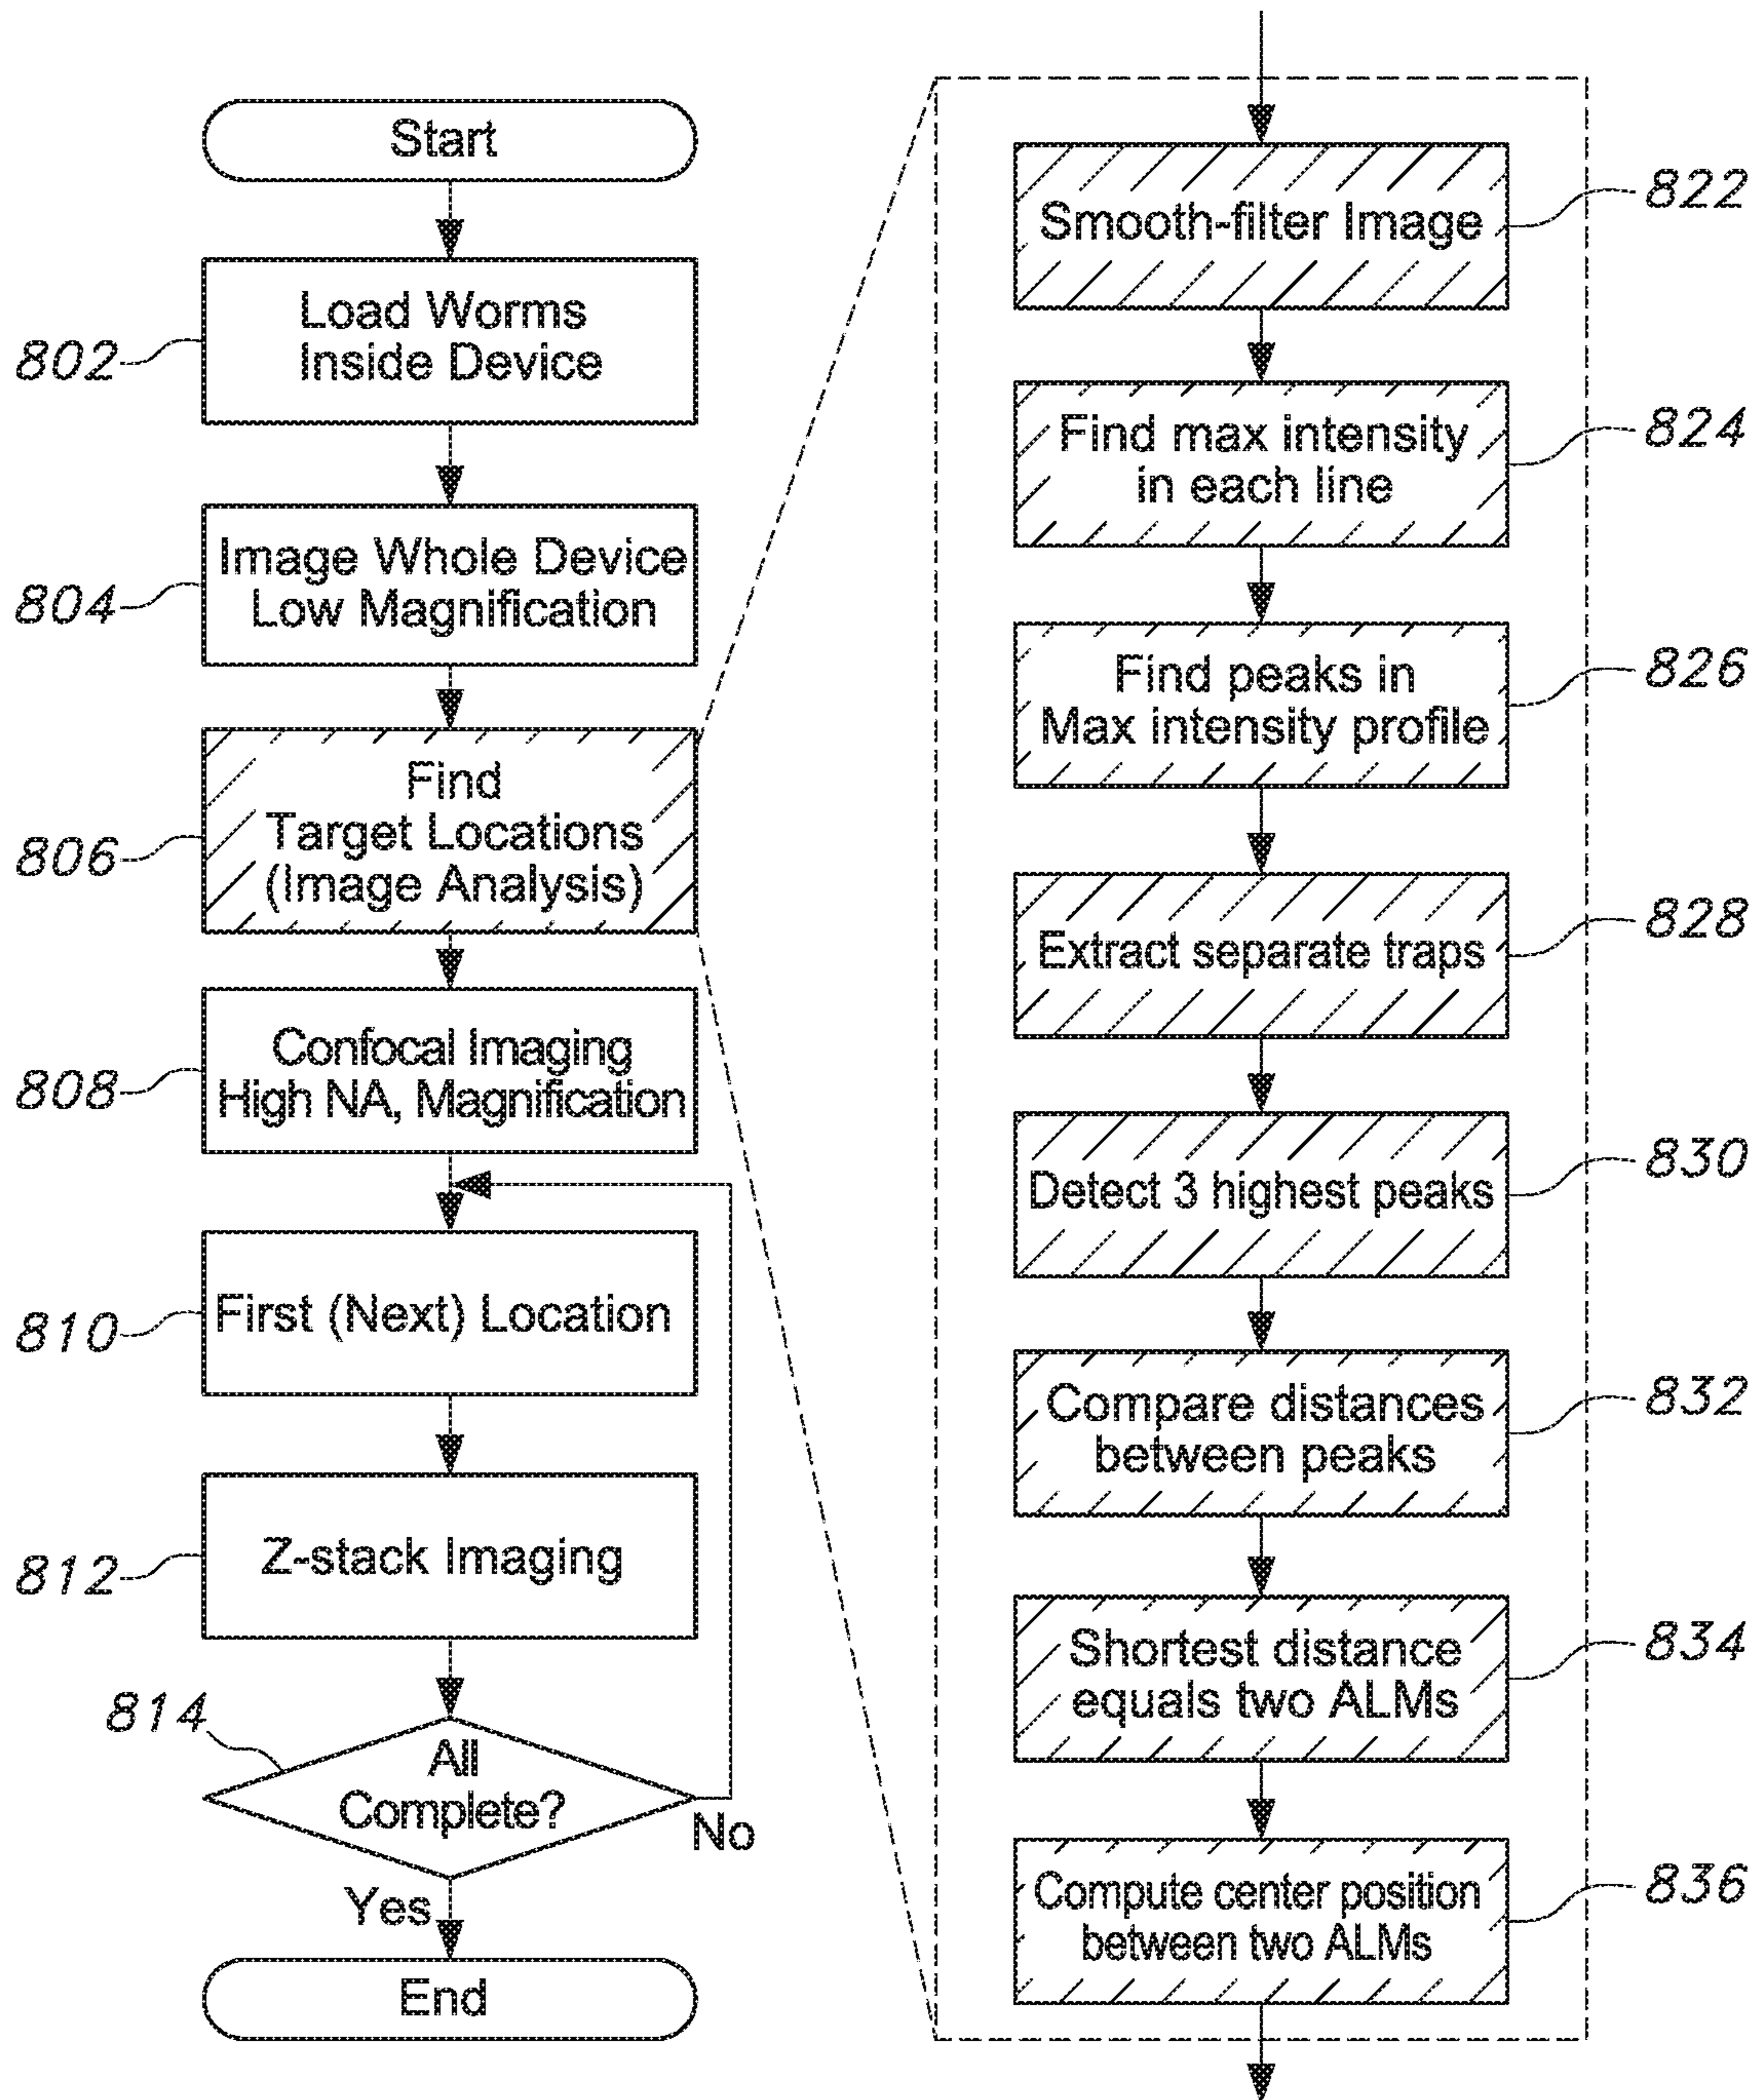 Start
802
Load Worms
Inside Device
804
Image Whole Device
Low Magnification
806
Find
Target Locations
(Image Analysis)
808
Confocal Imaging
High NA, Magnification
810
First (Next) Location
812
Z-stack Imaging
814
All
Complete?
No
Yes
End
822
Smooth-filter Image
824
Find max intensity
in each line
826
Find peaks in
Max intensity profile
828
Extract separate traps
830
Detect 3 highest peaks
832
Compare distances
between peaks
834
Shortest distance
equals two ALMs
836
Compute center position
between two ALMs